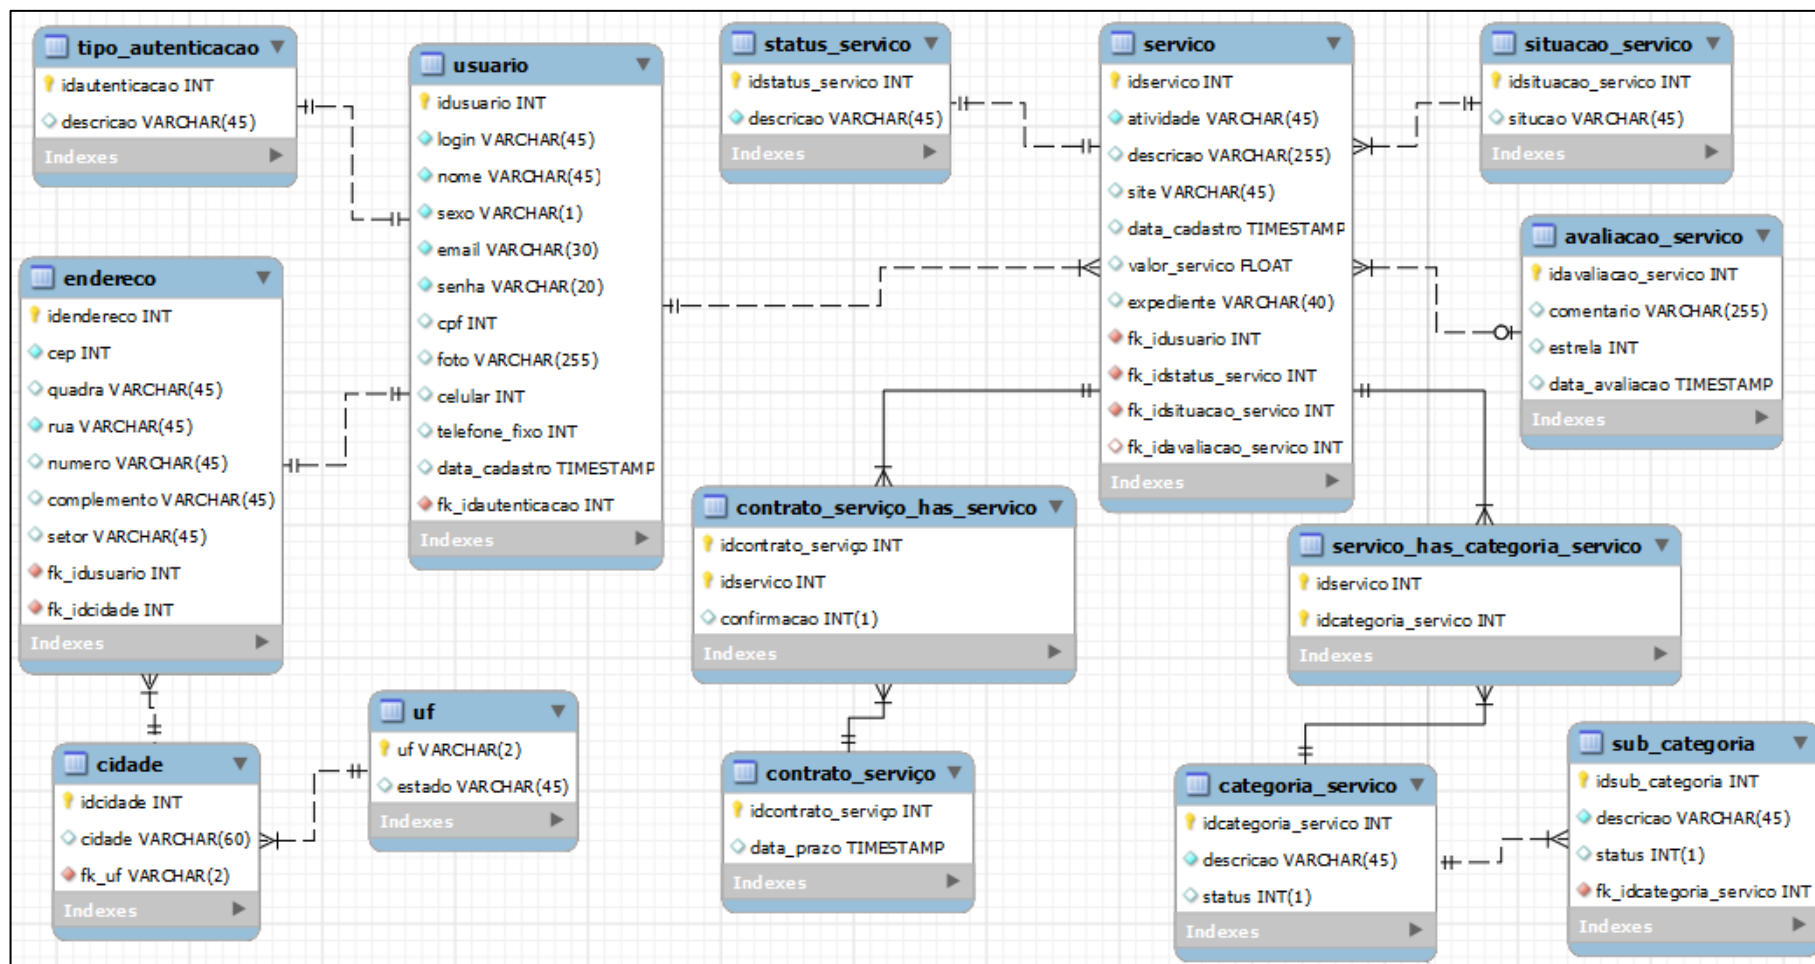 tipo_autenticacao
idautenticacao INT
descricao VARCHAR(45)
Indexes
usuario
idusuario INT
login VARCHAR(45)
nome VARCHAR(45)
sexo VARCHAR(1)
email VARCHAR(30)
senha VARCHAR(20)
cpf INT
foto VARCHAR(255)
celular INT
telefone_fixo INT
data_cadastro TIMESTAMP
fk_idautenticacao INT
Indexes
status_servico
idstatus_servico INT
descricao VARCHAR(45)
Indexes
servico
idservico INT
atividade VARCHAR(45)
descricao VARCHAR(255)
site VARCHAR(45)
data_cadastro TIMESTAMP
valor_servico FLOAT
expediente VARCHAR(40)
fk_idusuario INT
fk_idstatus_servico INT
fk_idsituacao_servico INT
fk_idavaliacao_servico INT
Indexes
situacao_servico
idsituacao_servico INT
situcao VARCHAR(45)
Indexes
avaliacao_servico
idavaliacao_servico INT
comentario VARCHAR(255)
estrela INT
data_avaliacao TIMESTAMP
Indexes
endereco
idendereco INT
cep INT
quadra VARCHAR(45)
rua VARCHAR(45)
numero VARCHAR(45)
complemento VARCHAR(45)
setor VARCHAR(45)
fk_idusuario INT
fk_idcidade INT
Indexes
contrato_serviço_has_servico
idcontrato_serviço INT
idservico INT
confirmacao INT(1)
Indexes
servico_has_categoria_servico
idservico INT
idcategoria_servico INT
Indexes
cidade
idcidade INT
cidade VARCHAR(60)
fk_uf VARCHAR(2)
Indexes
uf
uf VARCHAR(2)
estado VARCHAR(45)
Indexes
contrato_serviço
idcontrato_serviço INT
data_prazo TIMESTAMP
Indexes
categoria_servico
idcategoria_servico INT
descricao VARCHAR(45)
status INT(1)
Indexes
sub_categoria
idsub_categoria INT
descricao VARCHAR(45)
status INT(1)
fk_idcategoria_servico INT
Indexes